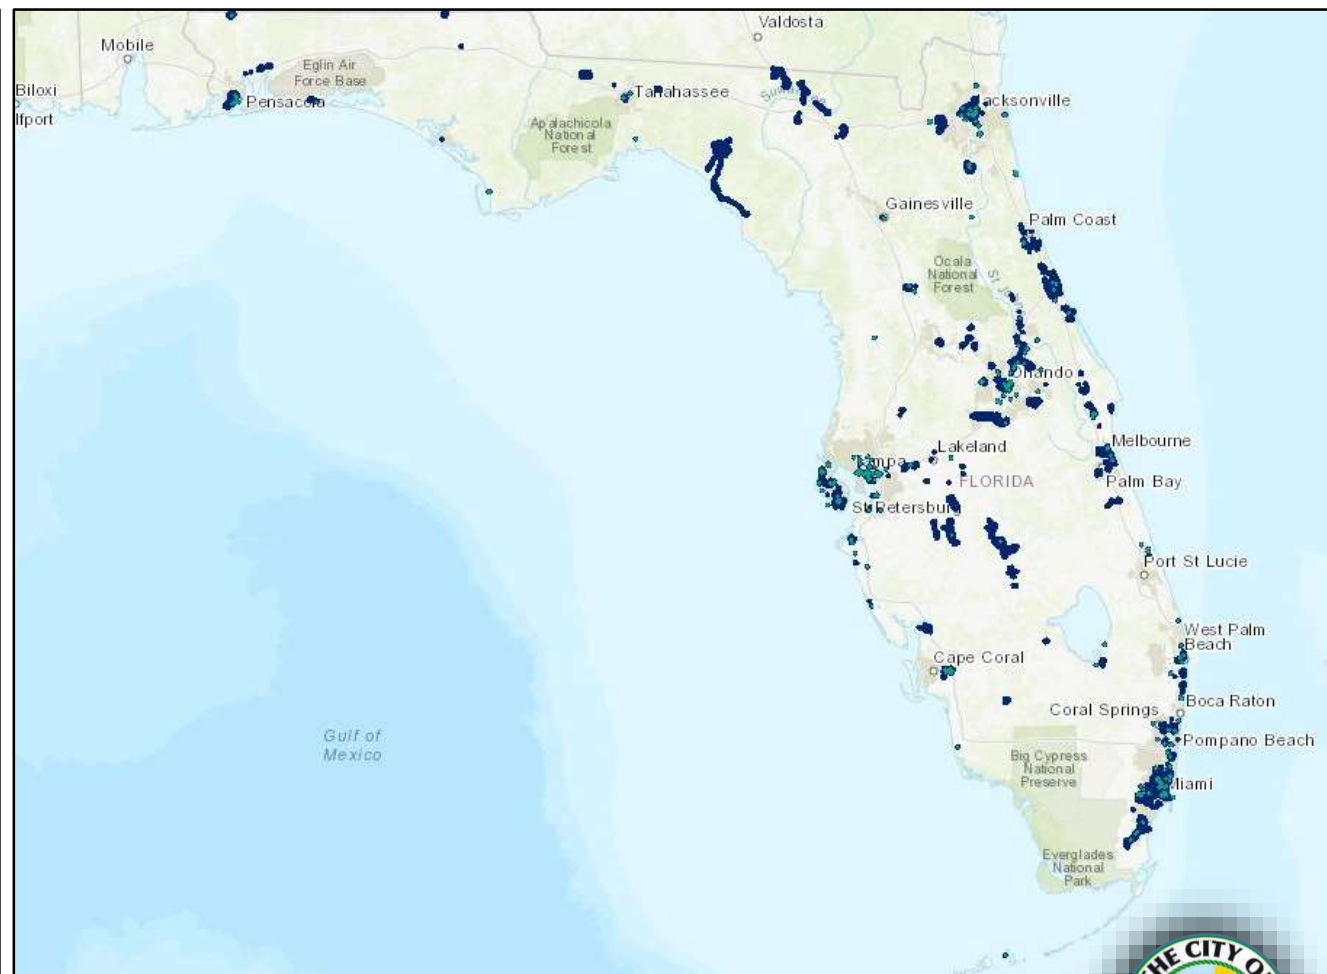 Valdosta
Mobile
Eglin Air
Force Base
Biloxi
lfport
Pensacola
Tallahassee
Jacksonville
Apalachicola
National
Forest
Gainesville
Palm Coast
Ocala
National
Forest
Orlando
Melbourne
Lakeland
Tampa
FLORIDA
Palm Bay
St Petersburg
Port St Lucie
West Palm
Beach
Cape Coral
Boca Raton
Coral Springs
Gulf of
Mexico
Pompano Beach
Big Cypress
National
Preserve
Miami
Everglades
National
Park
THE CITY O